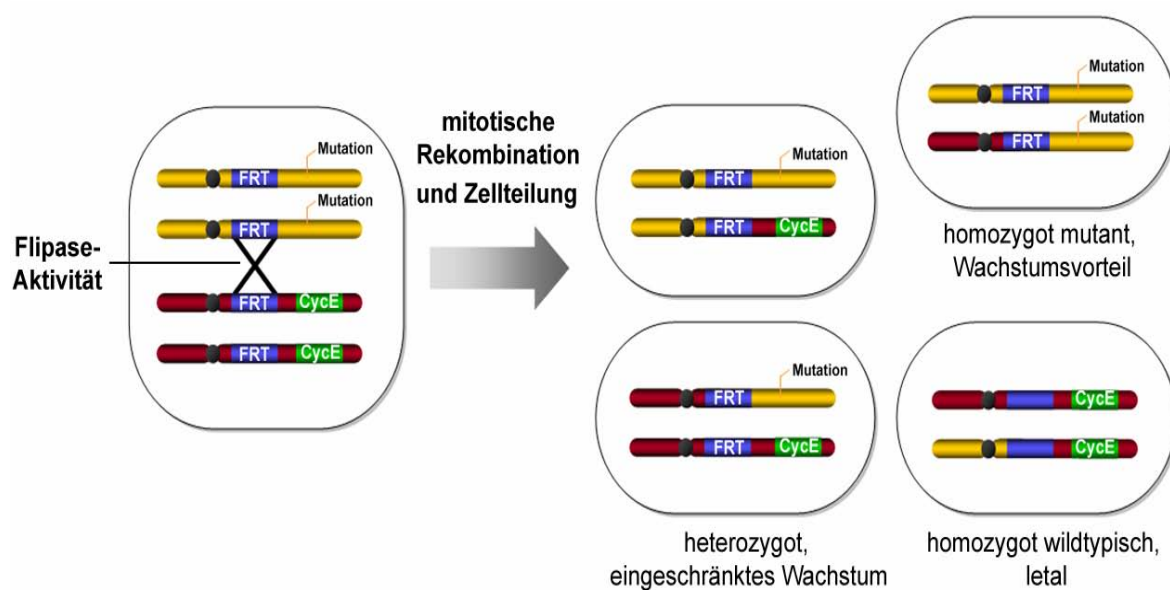 Flipase-
Aktivität
Mutation
FRT
Mutation
FRT
FRT
CycE
FRT
CycE
mitotische
Rekombination
und Zellteilung
Mutation
FRT
FRT
CycE
Mutation
FRT
Mutation
FRT
homozygot mutant,
Wachstumsvorteil
Mutation
FRT
FRT
CycE
heterozygot,
eingeschränktes Wachstum
CycE
CycE
homozygot wildtypisch,
letal